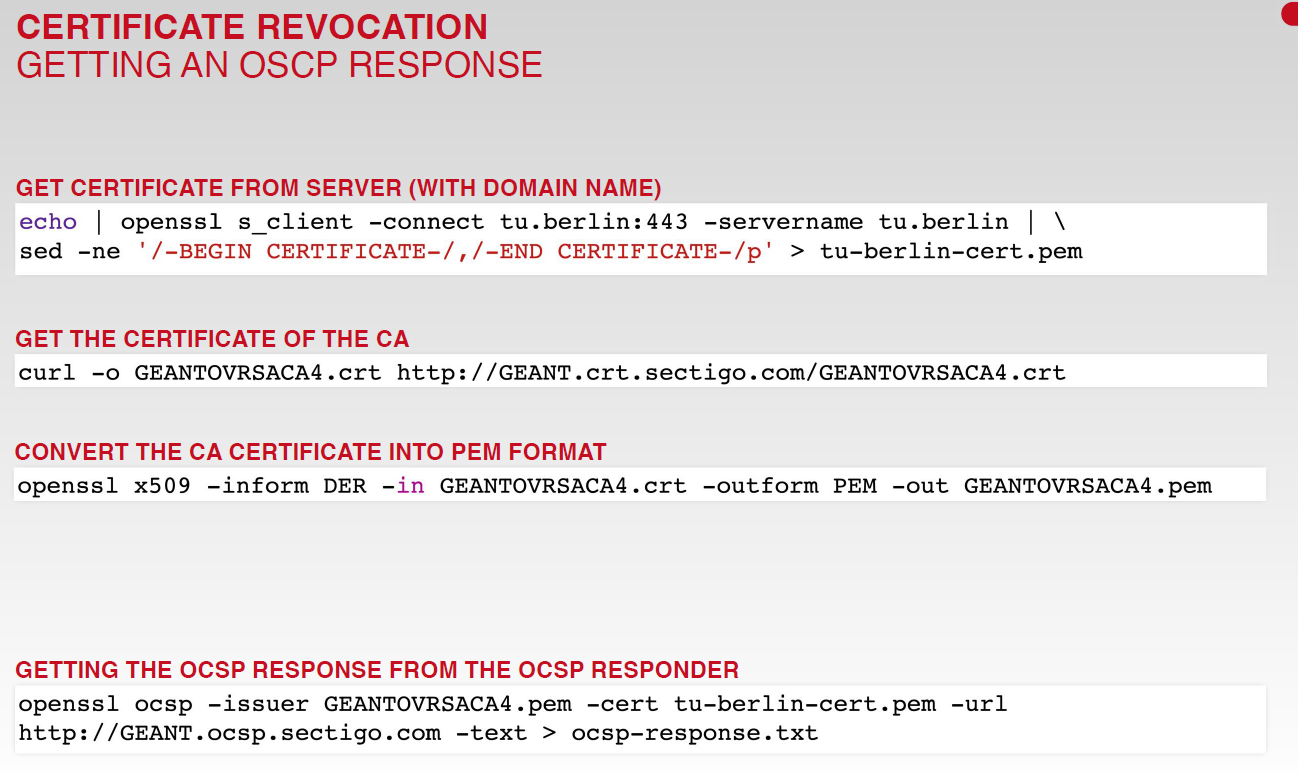 CERTIFICATE REVOCATION
GETTING AN OSCP RESPONSE
GET CERTIFICATE FROM SERVER (WITH DOMAIN NAME)
echo | openssl s_client -connect tu.berlin:443 -servername tu.berlin | \
sed -ne '/-BEGIN CERTIFICATE-/,/-END CERTIFICATE-/p' > tu-berlin-cert.pem
GET THE CERTIFICATE OF THE CA
curl -o GEANTOVRSACA4.crt http://GEANT.crt.sectigo.com/GEANTOVRSACA4.crt
CONVERT THE CA CERTIFICATE INTO PEM FORMAT
openssl x509 -inform DER -in GEANTOVRSACA4.crt -outform PEM -out GEANTOVRSACA4.pem
GETTING THE OCSP RESPONSE FROM THE OCSP RESPONDER
openssl ocsp -issuer GEANTOVRSACA4.pem -cert tu-berlin-cert.pem -url
http://GEANT.ocsp.sectigo.com -text > ocsp-response.txt